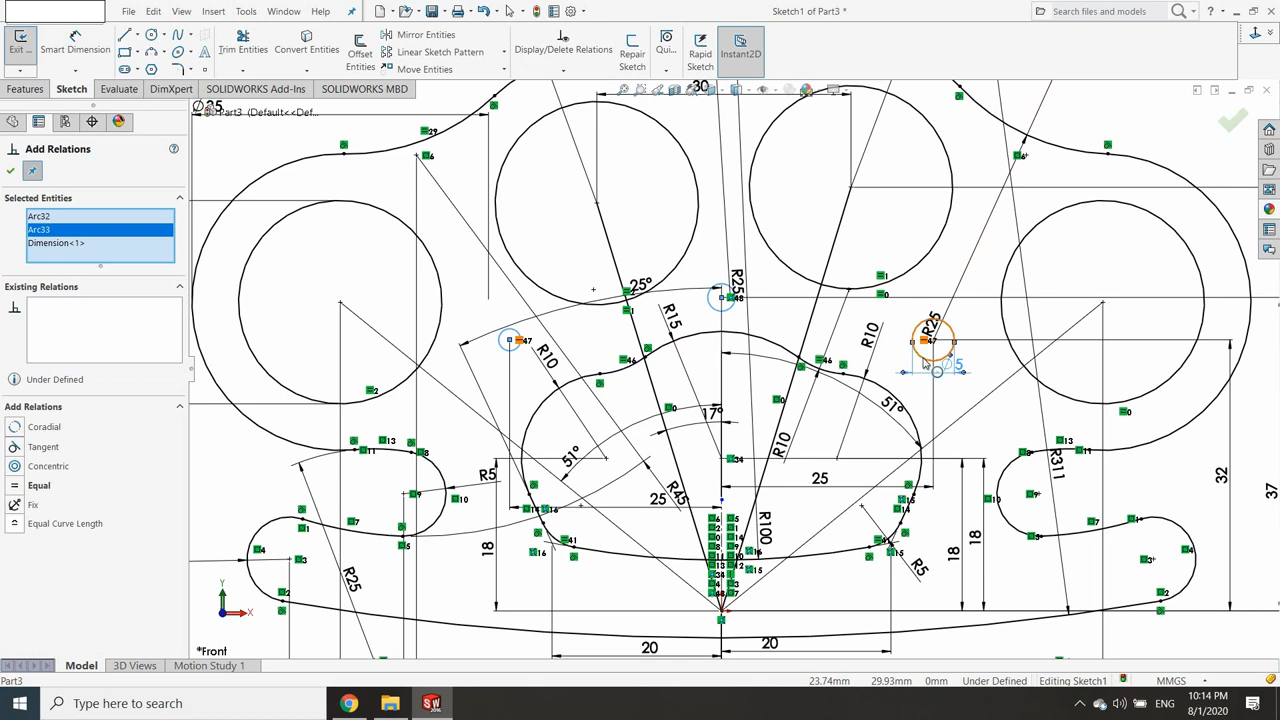 File Edit View Insert Tools Window Help
Sketch1 of Part3 *
Search files and models
Exit ...
Smart Dimension
Trim Entities
Convert Entities
Offset Entities
Mirror Entities
Linear Sketch Pattern
Move Entities
Display/Delete Relations
Repair Sketch
Qui...
Rapid Sketch
Instant2D
Features Sketch Evaluate DimXpert SOLIDWORKS Add-Ins SOLIDWORKS MBD
Part3 (Default<<Def...
Add Relations
Selected Entities
Arc32
Arc33
Dimension<1>
Existing Relations
Under Defined
Add Relations
Coradial
Tangent
Concentric
Equal
Fix
Equal Curve Length
30
25°
R25
R15
R10
R10
R25
Ø5
51°
17°
R10
51°
25
25
R5
R45
R100
R311
32
37
18
18
18
R25
R5
20
20
*Front
Y
X
Model 3D Views Motion Study 1
Part3
23.74mm 29.93mm 0mm Under Defined Editing Sketch1 MMGS
Type here to search
ENG
10:14 PM
8/1/2020